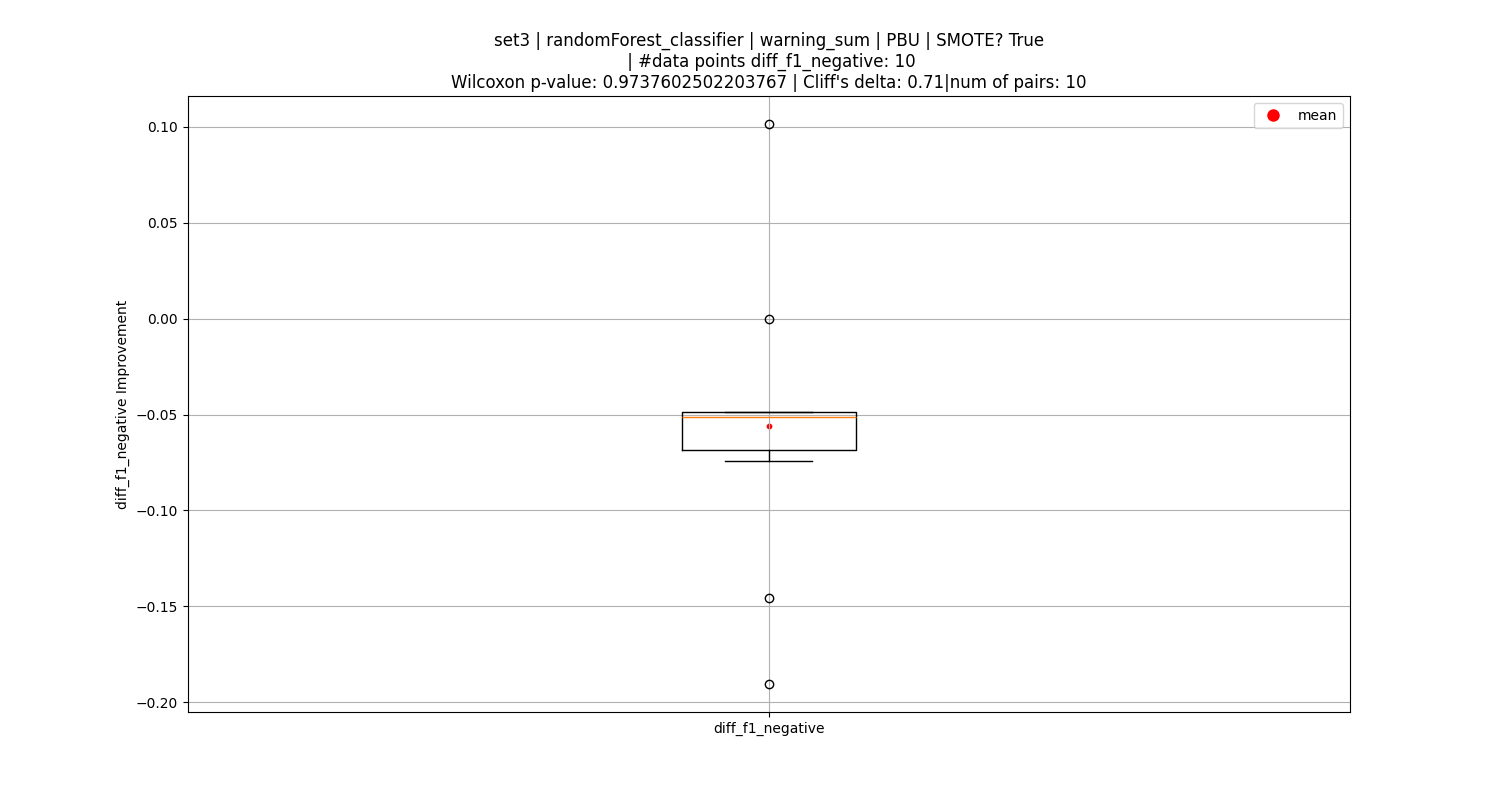 set3 | randomForest_classifier | warning_sum | PBU | SMOTE? True
| #data points diff_f1_negative: 10
Wilcoxon p-value: 0.9737602502203767 | Cliff's delta: 0.71|num of pairs: 10
mean
0.10
0.05
0.00
−0.05
−0.10
−0.15
−0.20
diff_f1_negative Improvement
diff_f1_negative